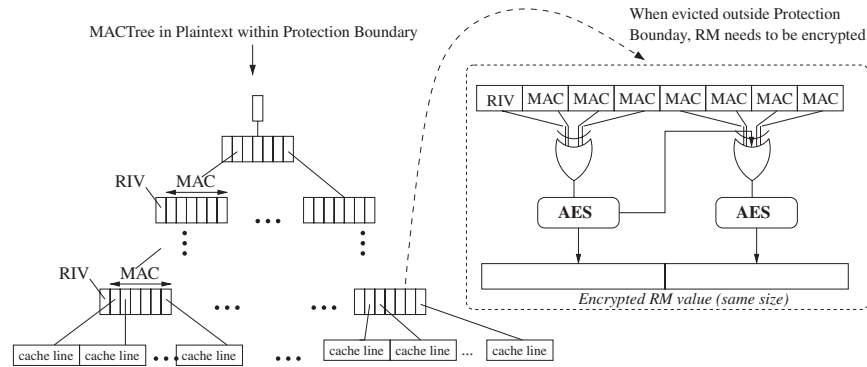 MACTree in Plaintext within Protection Boundary
When evicted outside Protection
Bounday, RM needs to be encrypted
RIV MAC MAC MAC MAC MAC MAC MAC
RIV MAC
AES AES
RIV MAC
Encrypted RM value (same size)
cache line cache line cache line cache line cache line ... cache line